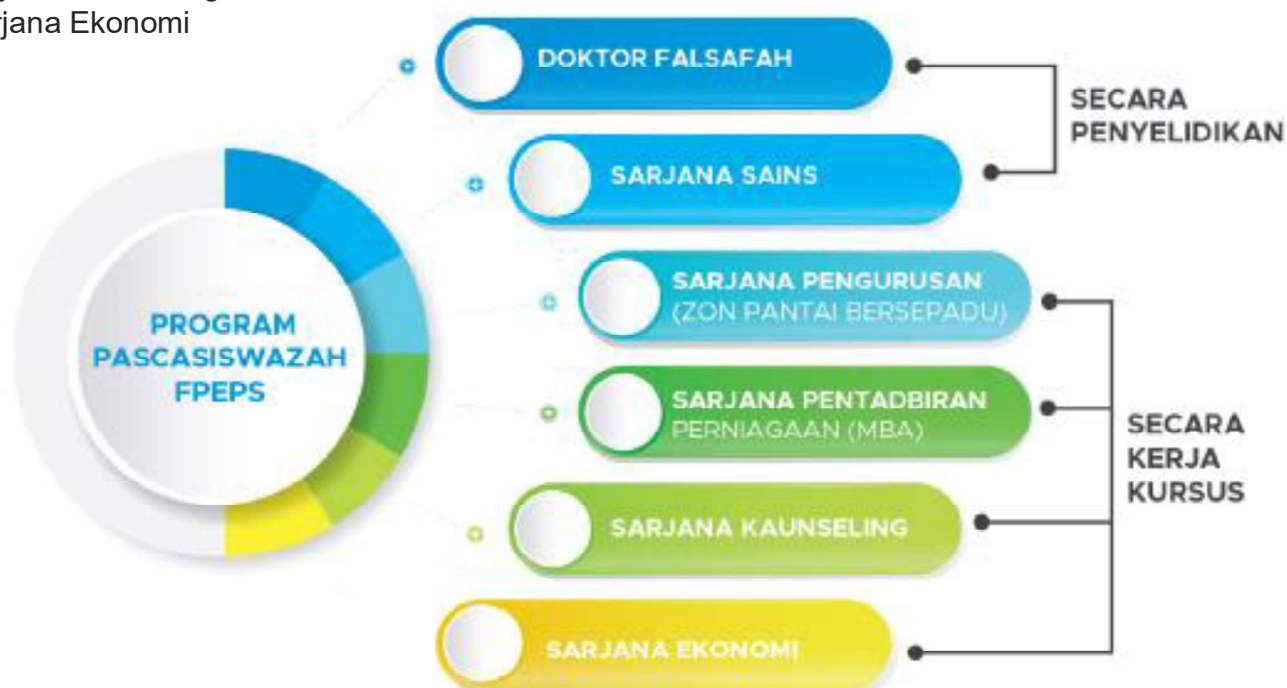 rjana Ekonomi
DOKTOR FALSAFAH
SECARA
PENYELIDIKAN
SARJANA SAINS
SARJANA PENGURUSAN
(ZON PANTAI BERSEPADU)
PROGRAM
PASCASISWAZAH
FPEPS
SARJANA PENTADBIRAN
PERNIAGAAN (MBA)
SECARA
KERJA
KURSUS
SARJANA KAUNSELING
SARJANA EKONOMI